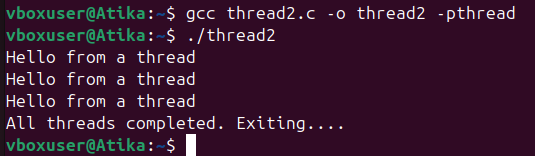 vboxuser@Atika:~$ gcc thread2.c -o thread2 -pthread
vboxuser@Atika:~$ ./thread2
Hello from a thread
Hello from a thread
Hello from a thread
All threads completed. Exiting....
vboxuser@Atika:~$